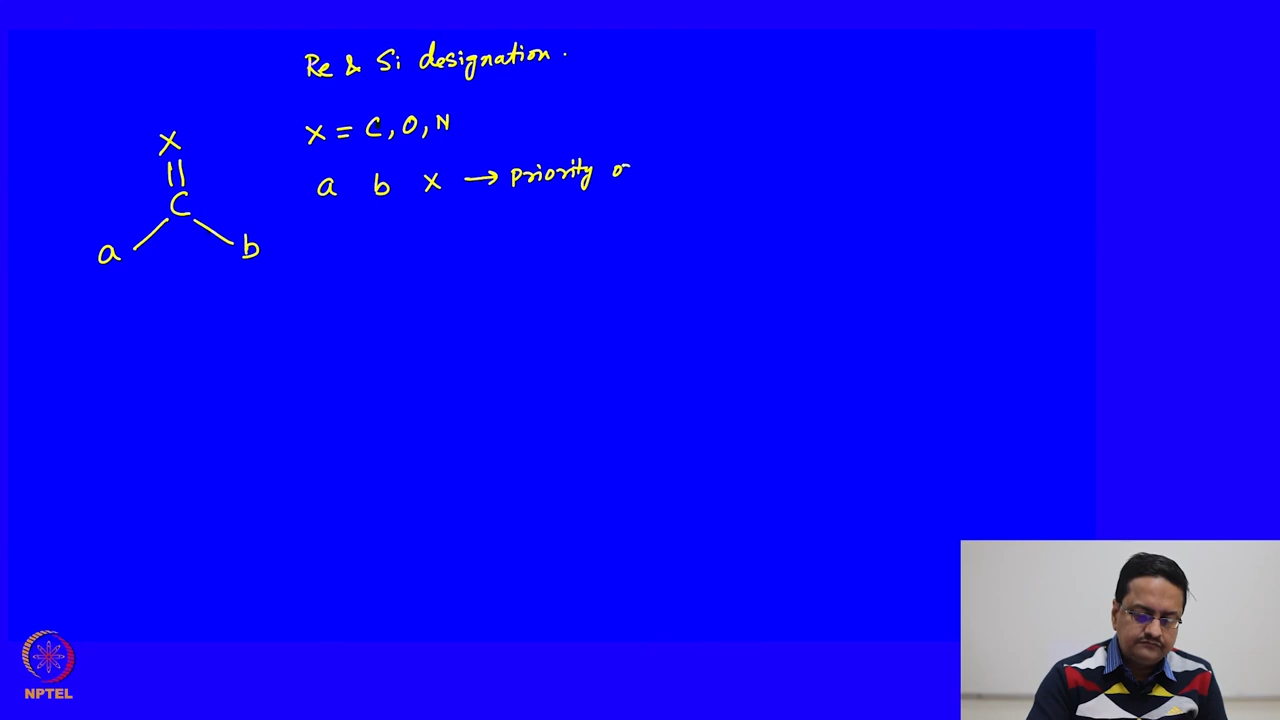 Re & Si designation.
X = C, O, N
a b X → Priority o
X
||
C
a b
NPTEL